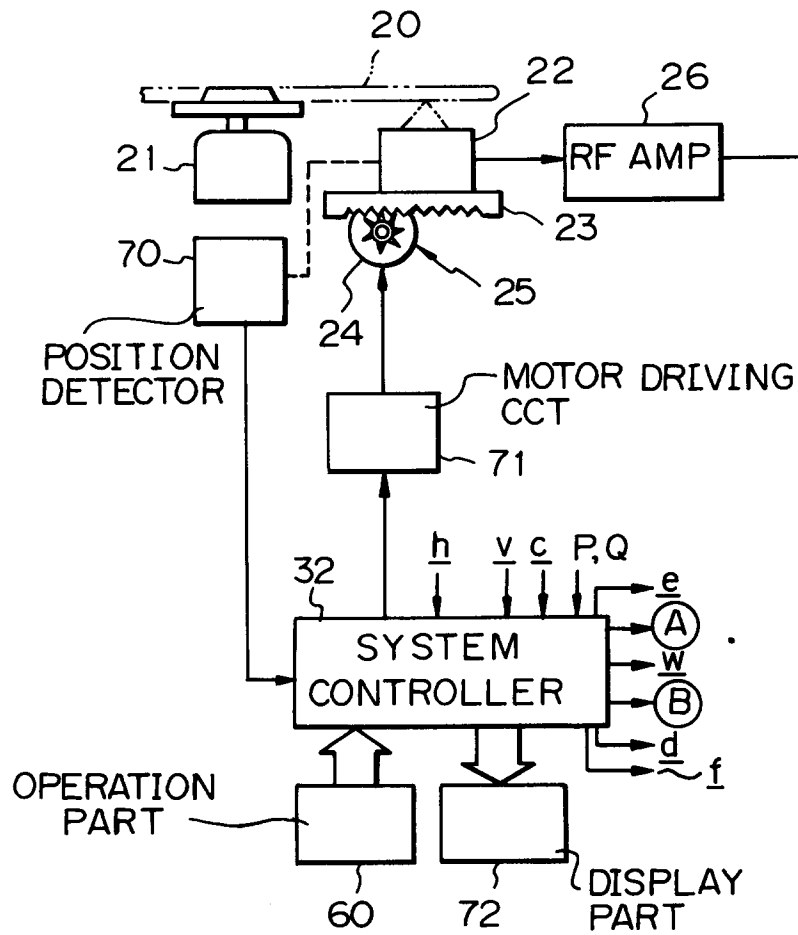 20
22
26
21
RF AMP
23
70
24
25
POSITION
DETECTOR
MOTOR DRIVING
CCT
71
h
v
c
P,Q
32
e
A
SYSTEM
CONTROLLER
w
B
d
f
OPERATION
PART
60
72
DISPLAY
PART